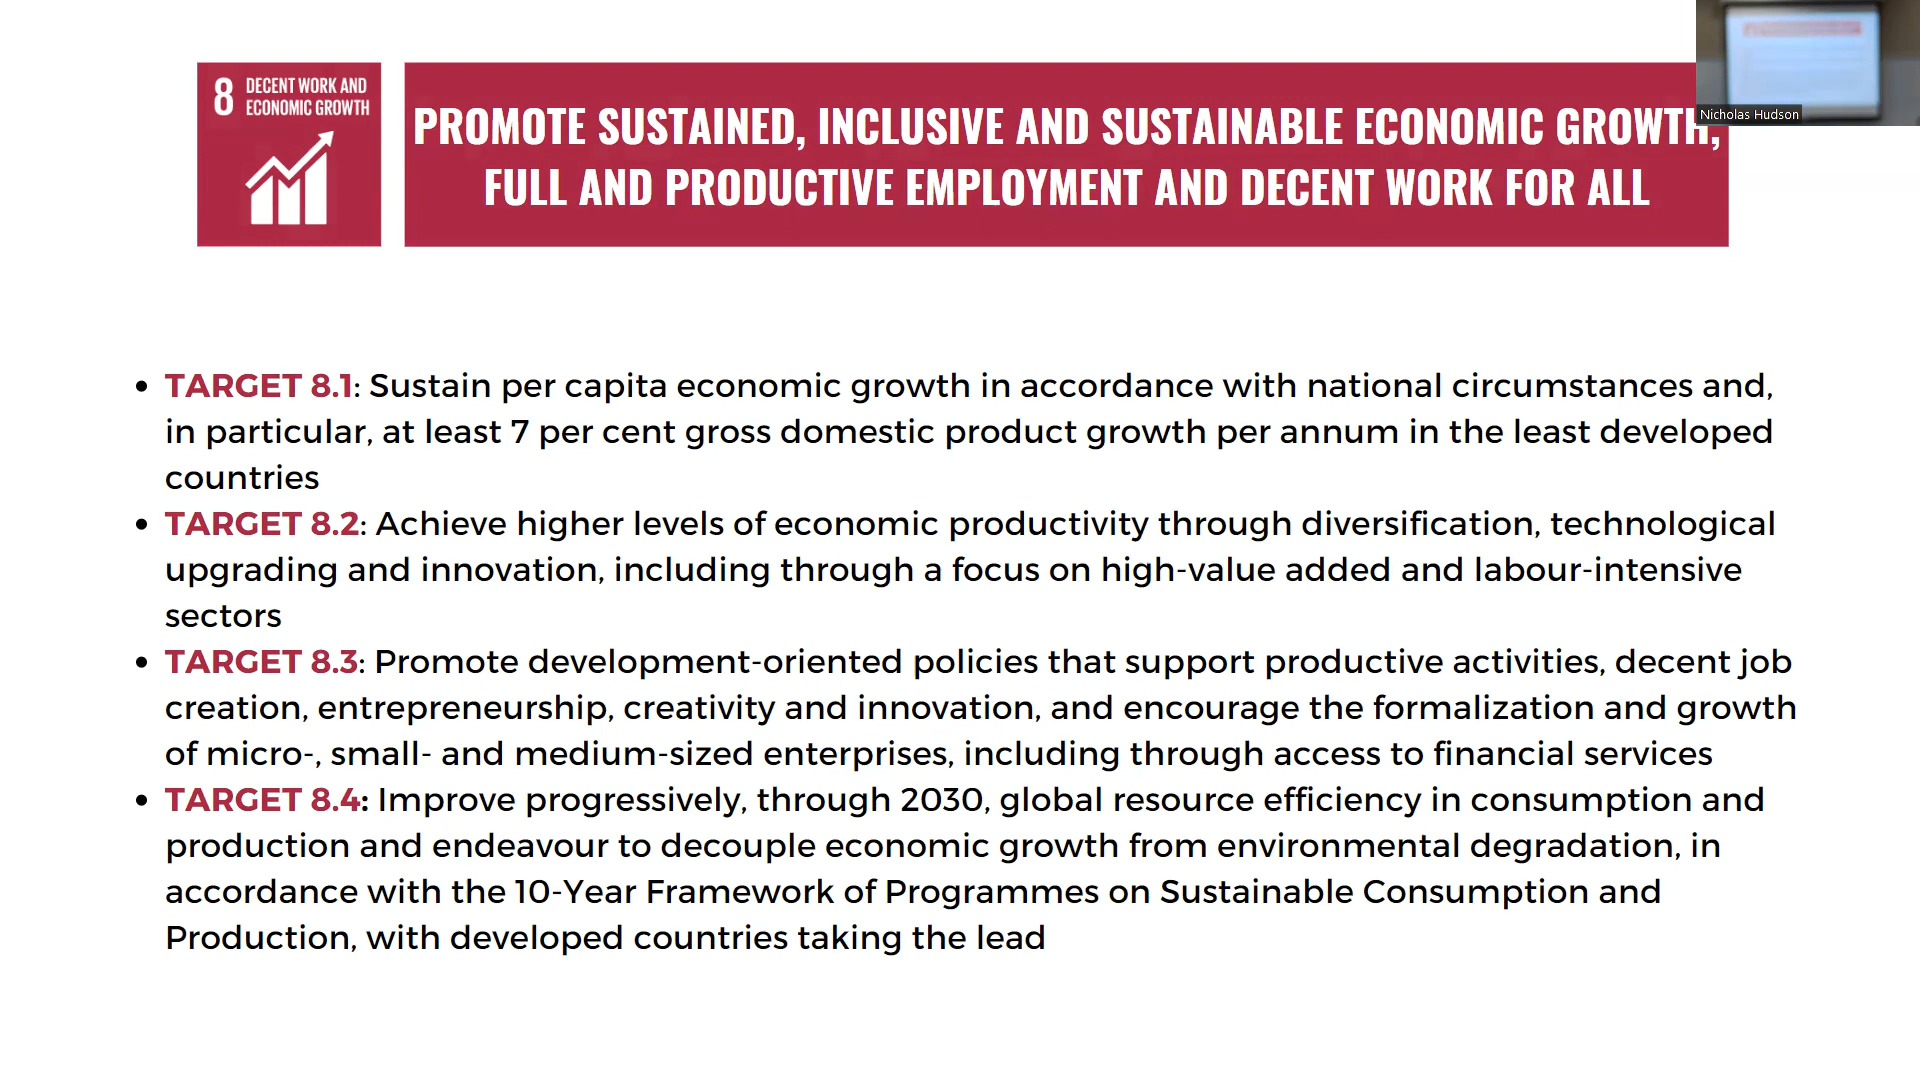 8 DECENT WORK AND
ECONOMIC GROWTH
PROMOTE SUSTAINED, INCLUSIVE AND SUSTAINABLE ECONOMIC GROWTH,
FULL AND PRODUCTIVE EMPLOYMENT AND DECENT WORK FOR ALL
Nicholas Hudson
• TARGET 8.1: Sustain per capita economic growth in accordance with national circumstances and,
in particular, at least 7 per cent gross domestic product growth per annum in the least developed
countries
• TARGET 8.2: Achieve higher levels of economic productivity through diversification, technological
upgrading and innovation, including through a focus on high-value added and labour-intensive
sectors
• TARGET 8.3: Promote development-oriented policies that support productive activities, decent job
creation, entrepreneurship, creativity and innovation, and encourage the formalization and growth
of micro-, small- and medium-sized enterprises, including through access to financial services
• TARGET 8.4: Improve progressively, through 2030, global resource efficiency in consumption and
production and endeavour to decouple economic growth from environmental degradation, in
accordance with the 10-Year Framework of Programmes on Sustainable Consumption and
Production, with developed countries taking the lead